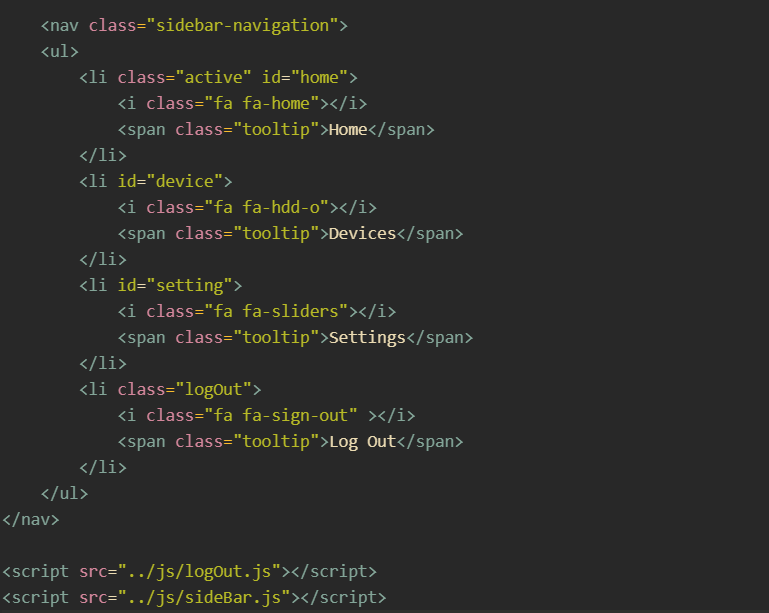 <nav class="sidebar-navigation">
    <ul>
        <li class="active" id="home">
            <i class="fa fa-home"></i>
            <span class="tooltip">Home</span>
        </li>
        <li id="device">
            <i class="fa fa-hdd-o"></i>
            <span class="tooltip">Devices</span>
        </li>
        <li id="setting">
            <i class="fa fa-sliders"></i>
            <span class="tooltip">Settings</span>
        </li>
        <li class="logOut">
            <i class="fa fa-sign-out" ></i>
            <span class="tooltip">Log Out</span>
        </li>
    </ul>
</nav>

<script src="../js/logOut.js"></script>
<script src="../js/sideBar.js"></script>